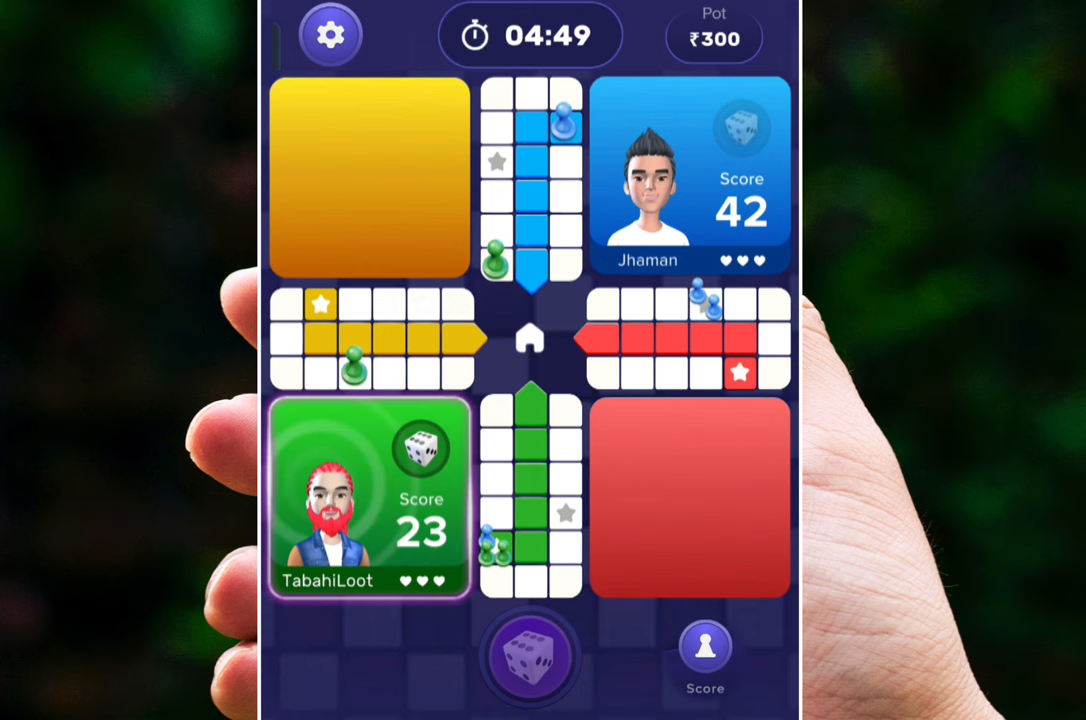 Pot
04:49
₹300
Score
42
Jhaman
Score
23
TabahiLoot
Score